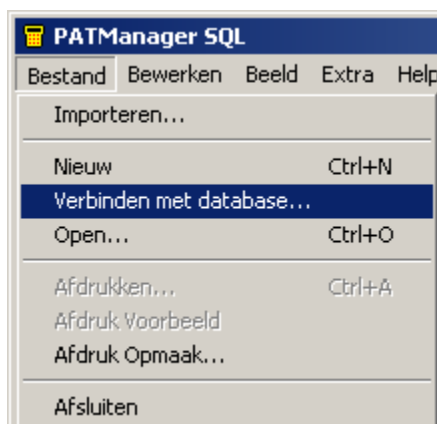 PATManager SQL
Bestand Bewerken Beeld Extra Help
Importeren...
Nieuw Ctrl+N
Verbinden met database...
Open... Ctrl+O
Afdrukken... Ctrl+A
Afdruk Voorbeeld
Afdruk Opmaak...
Afsluiten